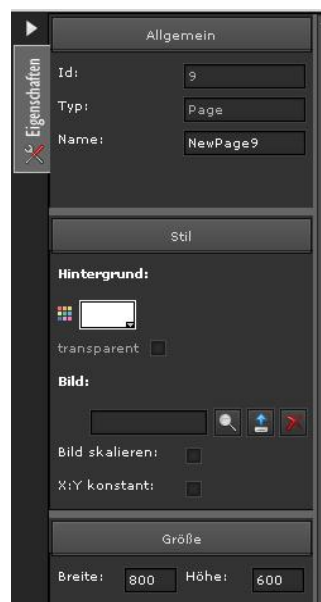 Eigenschaften
Allgemein
Id: 9
Typ: Page
Name: NewPage9
Stil
Hintergrund:
transparent
Bild:
Bild skalieren:
X:Y konstant:
Größe
Breite: 800 Höhe: 600